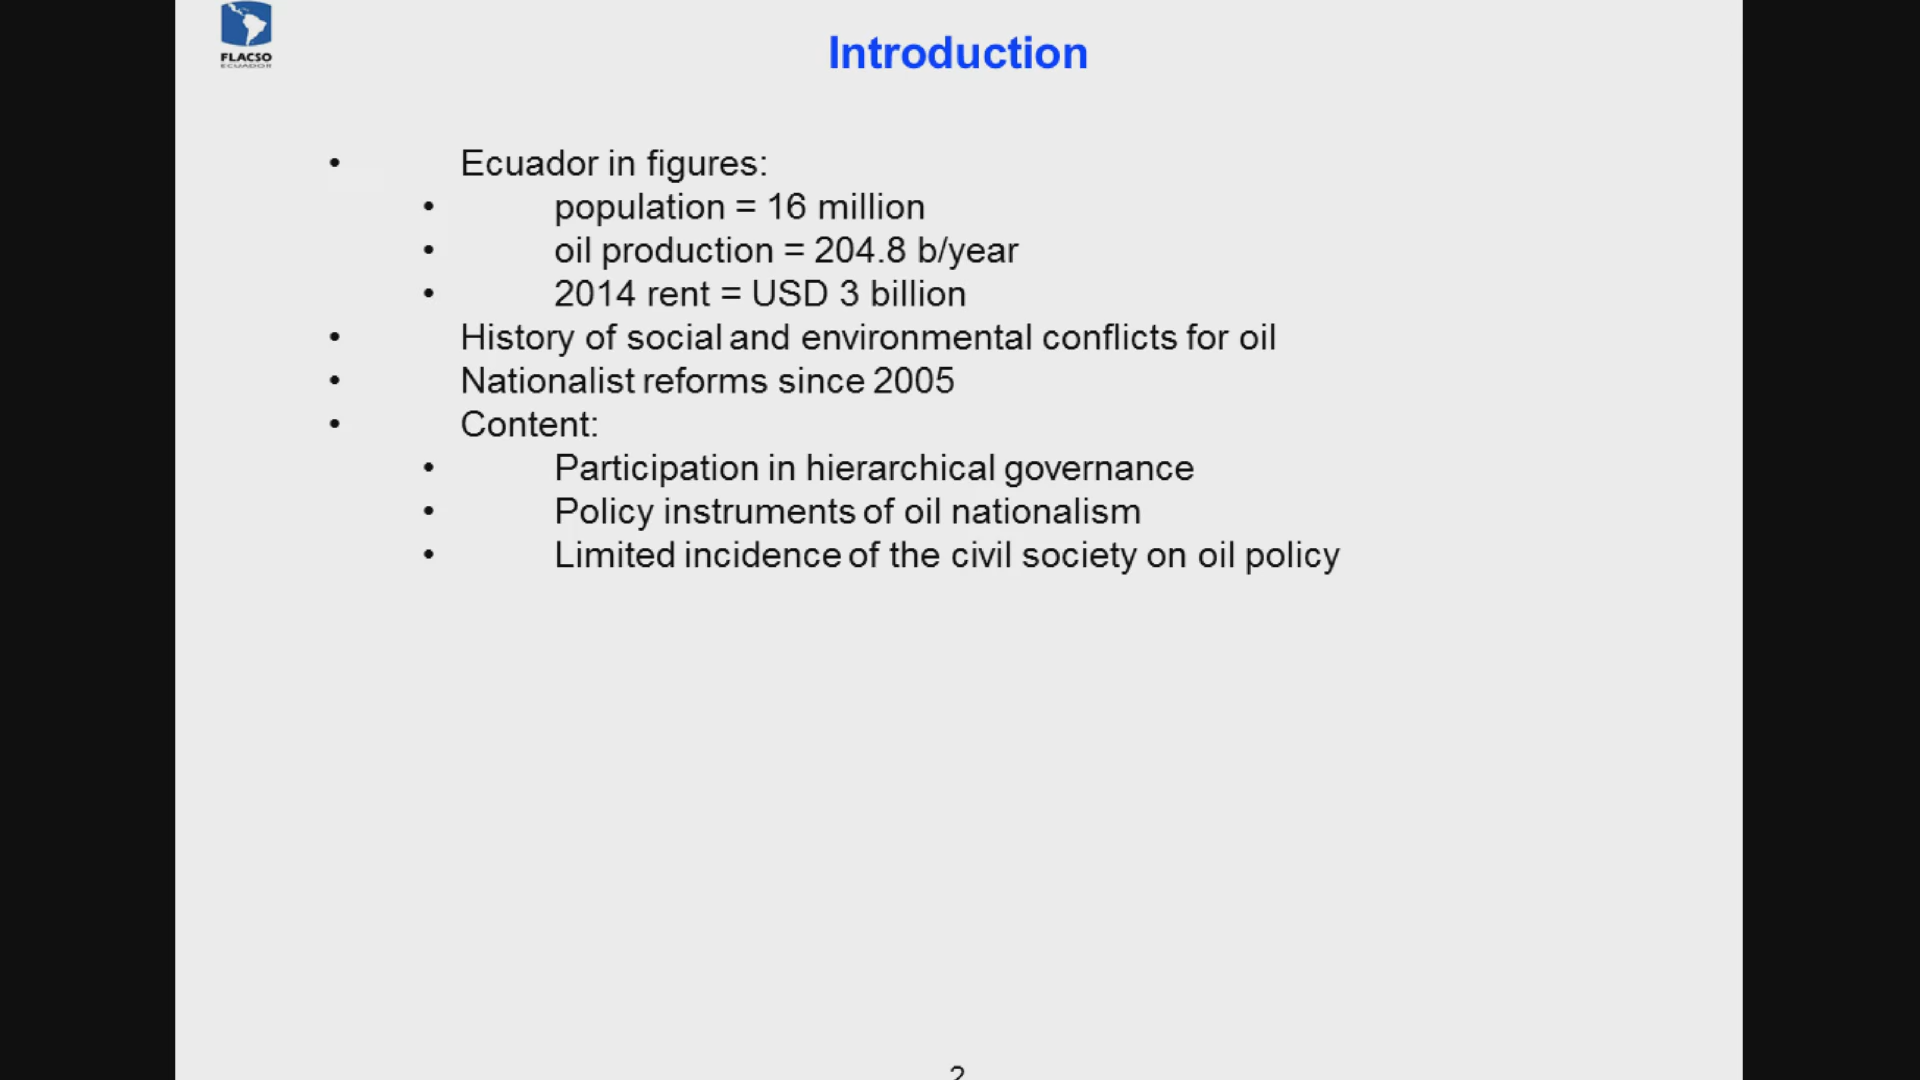 FLACSO
ECUADOR
Introduction
• Ecuador in figures:
• population = 16 million
• oil production = 204.8 b/year
• 2014 rent = USD 3 billion
• History of social and environmental conflicts for oil
• Nationalist reforms since 2005
• Content:
• Participation in hierarchical governance
• Policy instruments of oil nationalism
• Limited incidence of the civil society on oil policy
2